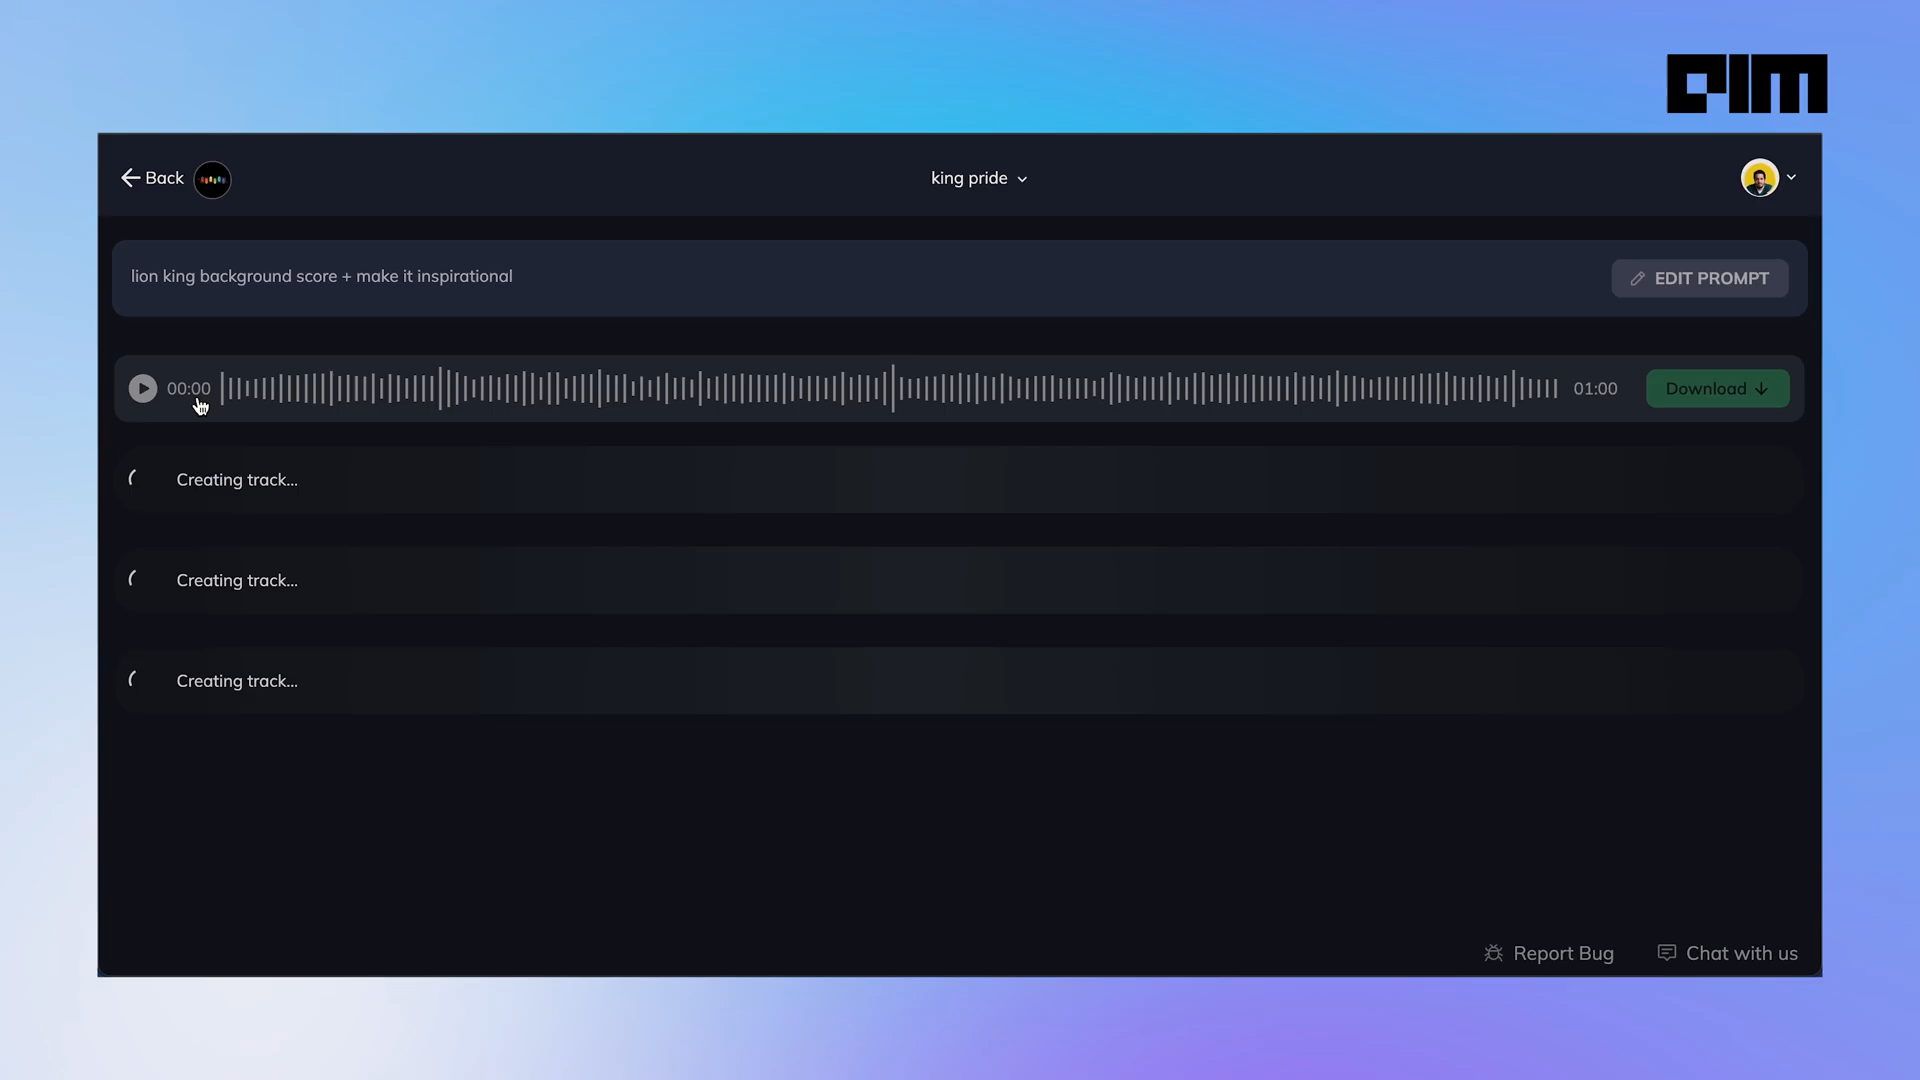 AIM
Back
king pride
lion king background score + make it inspirational
EDIT PROMPT
00:00
01:00
Download
Creating track...
Creating track...
Creating track...
Report Bug
Chat with us